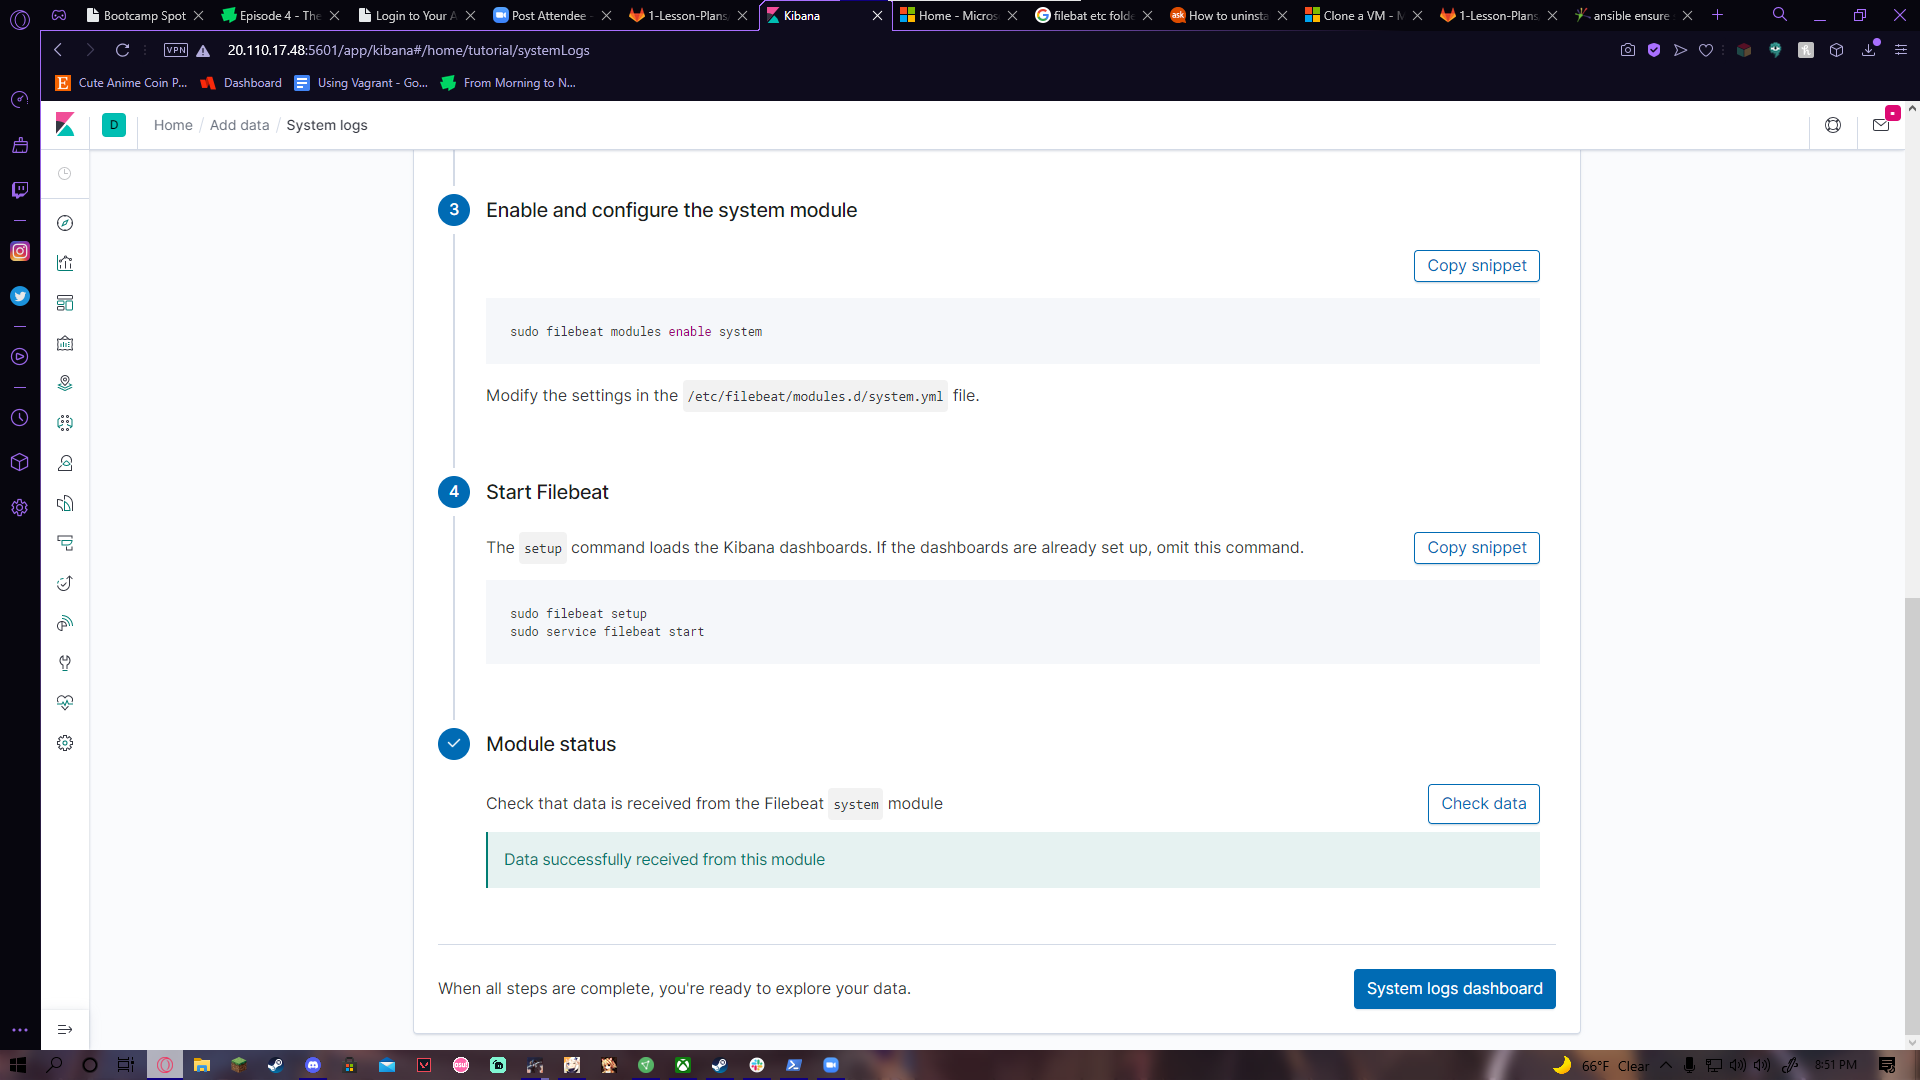 Bootcamp Spot
Episode 4 - The
Login to Your A
Post Attendee -
1-Lesson-Plans,
Kibana
Home - Micros
filebat etc folde
How to uninsta
Clone a VM - M
1-Lesson-Plans,
ansible ensure s
VPN
20.110.17.48:5601/app/kibana#/home/tutorial/systemLogs
Cute Anime Coin P...
Dashboard
Using Vagrant - Go...
From Morning to N...
D
Home / Add data / System logs
3
Enable and configure the system module
Copy snippet
sudo filebeat modules enable system
Modify the settings in the /etc/filebeat/modules.d/system.yml file.
4
Start Filebeat
The setup command loads the Kibana dashboards. If the dashboards are already set up, omit this command.
Copy snippet
sudo filebeat setup
sudo service filebeat start
Module status
Check that data is received from the Filebeat system module
Check data
Data successfully received from this module
When all steps are complete, you're ready to explore your data.
System logs dashboard
66°F Clear
8:51 PM